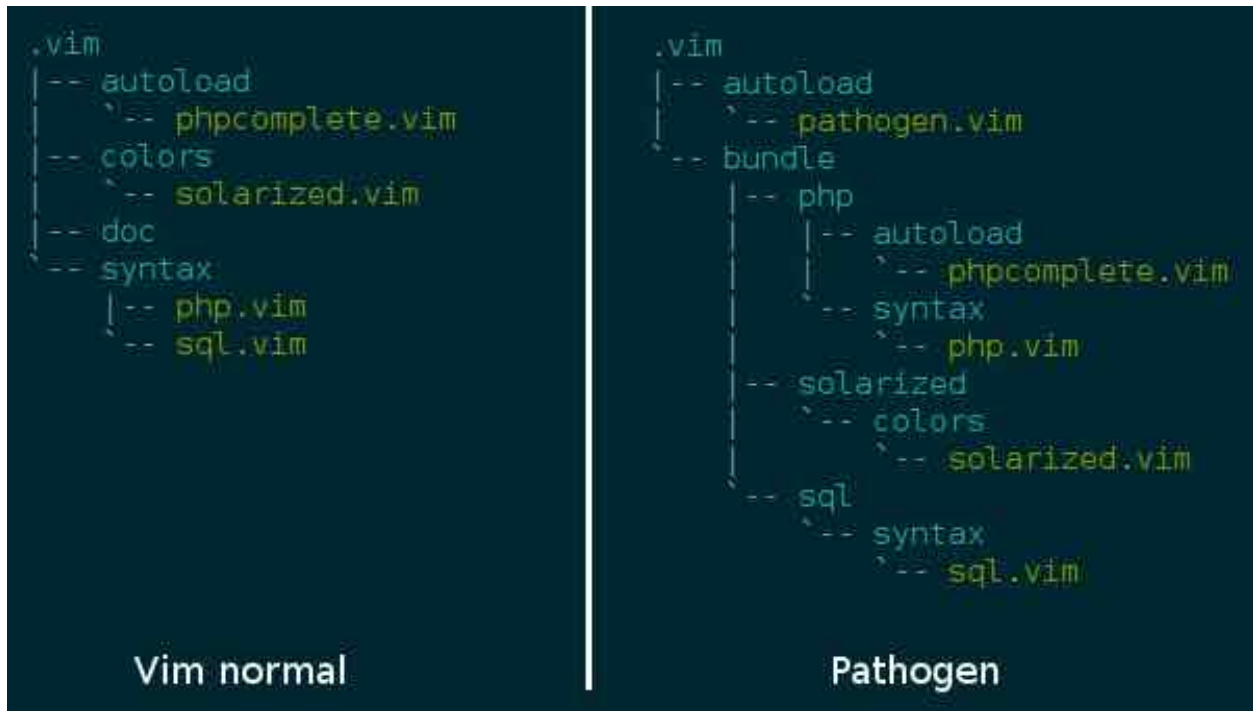 .vim
|-- autoload
|   `-- phpcomplete.vim
|-- colors
|   `-- solarized.vim
|-- doc
`-- syntax
    |-- php.vim
    `-- sql.vim
Vim normal
.vim
|-- autoload
|   `-- pathogen.vim
`-- bundle
    |-- php
    |   |-- autoload
    |   |   `-- phpcomplete.vim
    |   `-- syntax
    |       `-- php.vim
    |-- solarized
    |   `-- colors
    |       `-- solarized.vim
    `-- sql
        `-- syntax
            `-- sql.vim
Pathogen